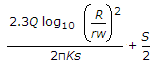 2.3Q log₁₀ (R/rw)²
2πKs
+ S/2